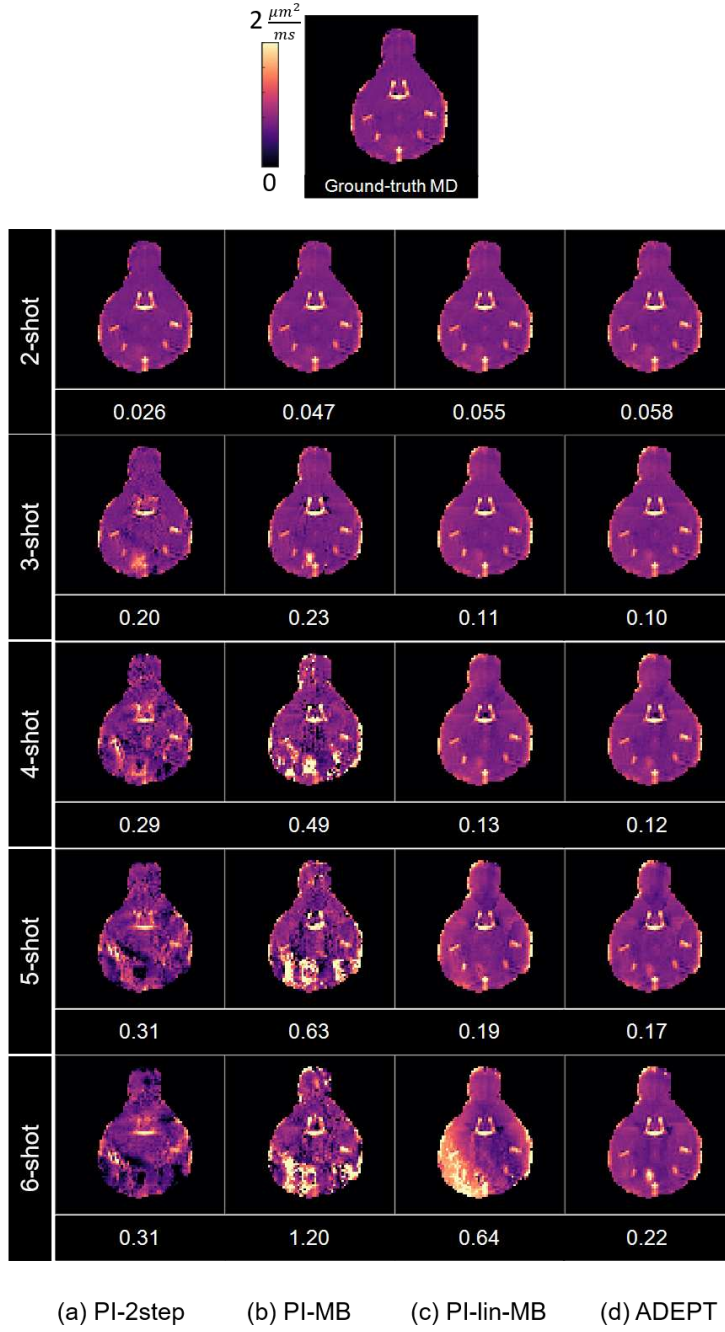 2 μm²/ms
0
Ground-truth MD
2-shot
0.026 0.047 0.055 0.058
3-shot
0.20 0.23 0.11 0.10
4-shot
0.29 0.49 0.13 0.12
5-shot
0.31 0.63 0.19 0.17
6-shot
0.31 1.20 0.64 0.22
(a) PI-2step (b) PI-MB (c) PI-lin-MB (d) ADEPT